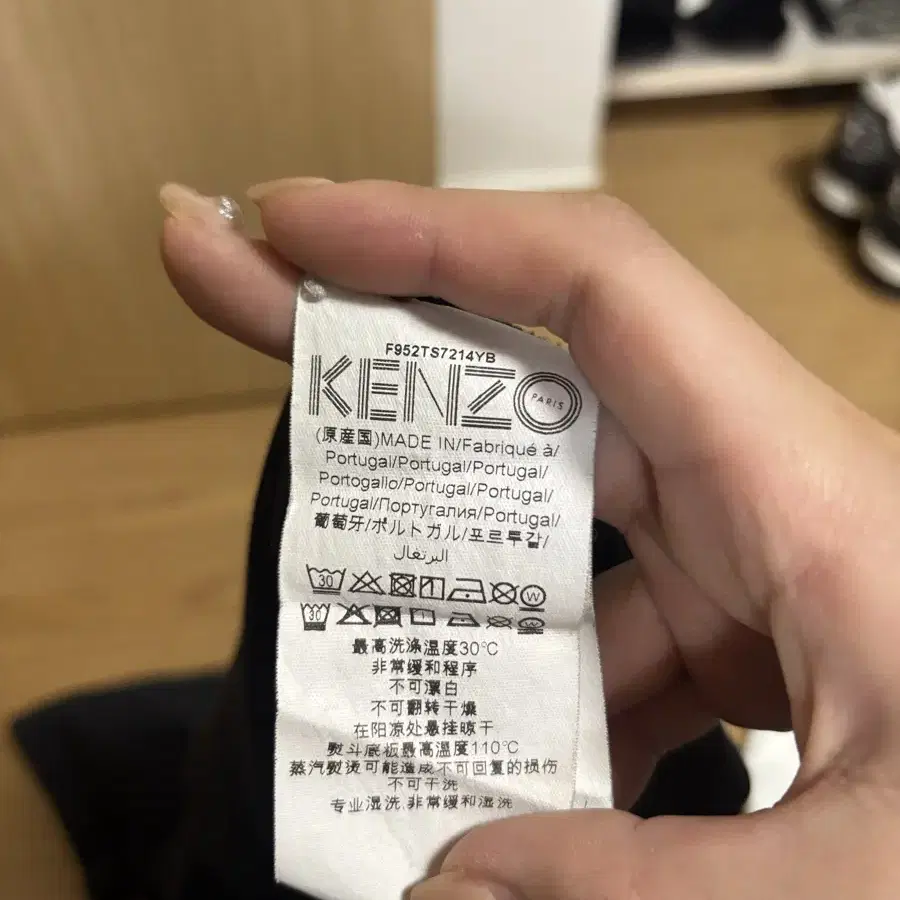 F952TS7214YB
KENZO
PARIS
(原産国)MADE IN/Fabriqué à/
Portugal/Portugal/Portugal/
Portogallo/Portugal/Portugal/
Portugal/Португалия/Portugal/
葡萄牙/ポルトガル/포르투갈/
البرتغال
30 W
30
最高洗涤温度30°C
非常缓和程序
不可漂白
不可翻转干燥
在阴凉处悬挂晾干
熨斗底板最高温度110°C
蒸汽熨烫可能造成不可回复的损伤
不可干洗
专业湿洗,非常缓和湿洗